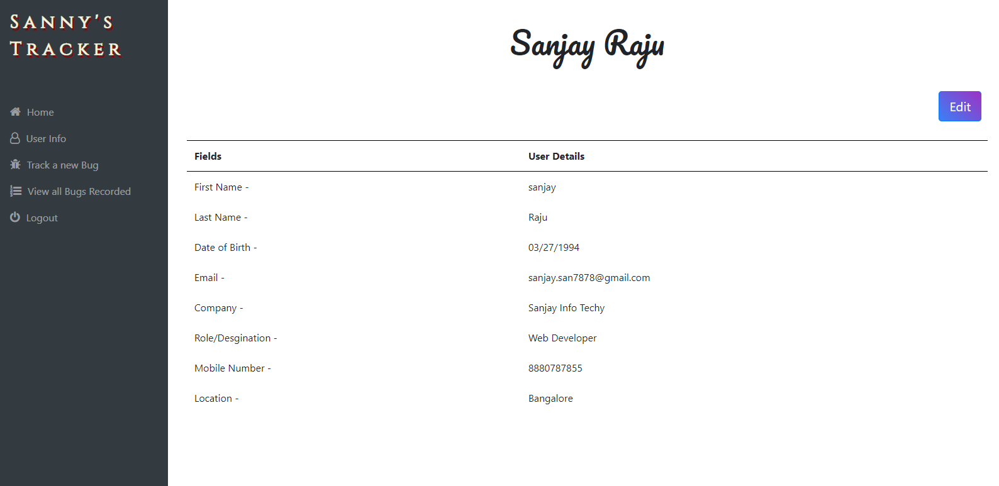 Sanny's
Tracker
Home
User Info
Track a new Bug
View all Bugs Recorded
Logout
Sanjay Raju
Edit
Fields User Details
First Name - sanjay
Last Name - Raju
Date of Birth - 03/27/1994
Email - sanjay.san7878@gmail.com
Company - Sanjay Info Techy
Role/Desgination - Web Developer
Mobile Number - 8880787855
Location - Bangalore